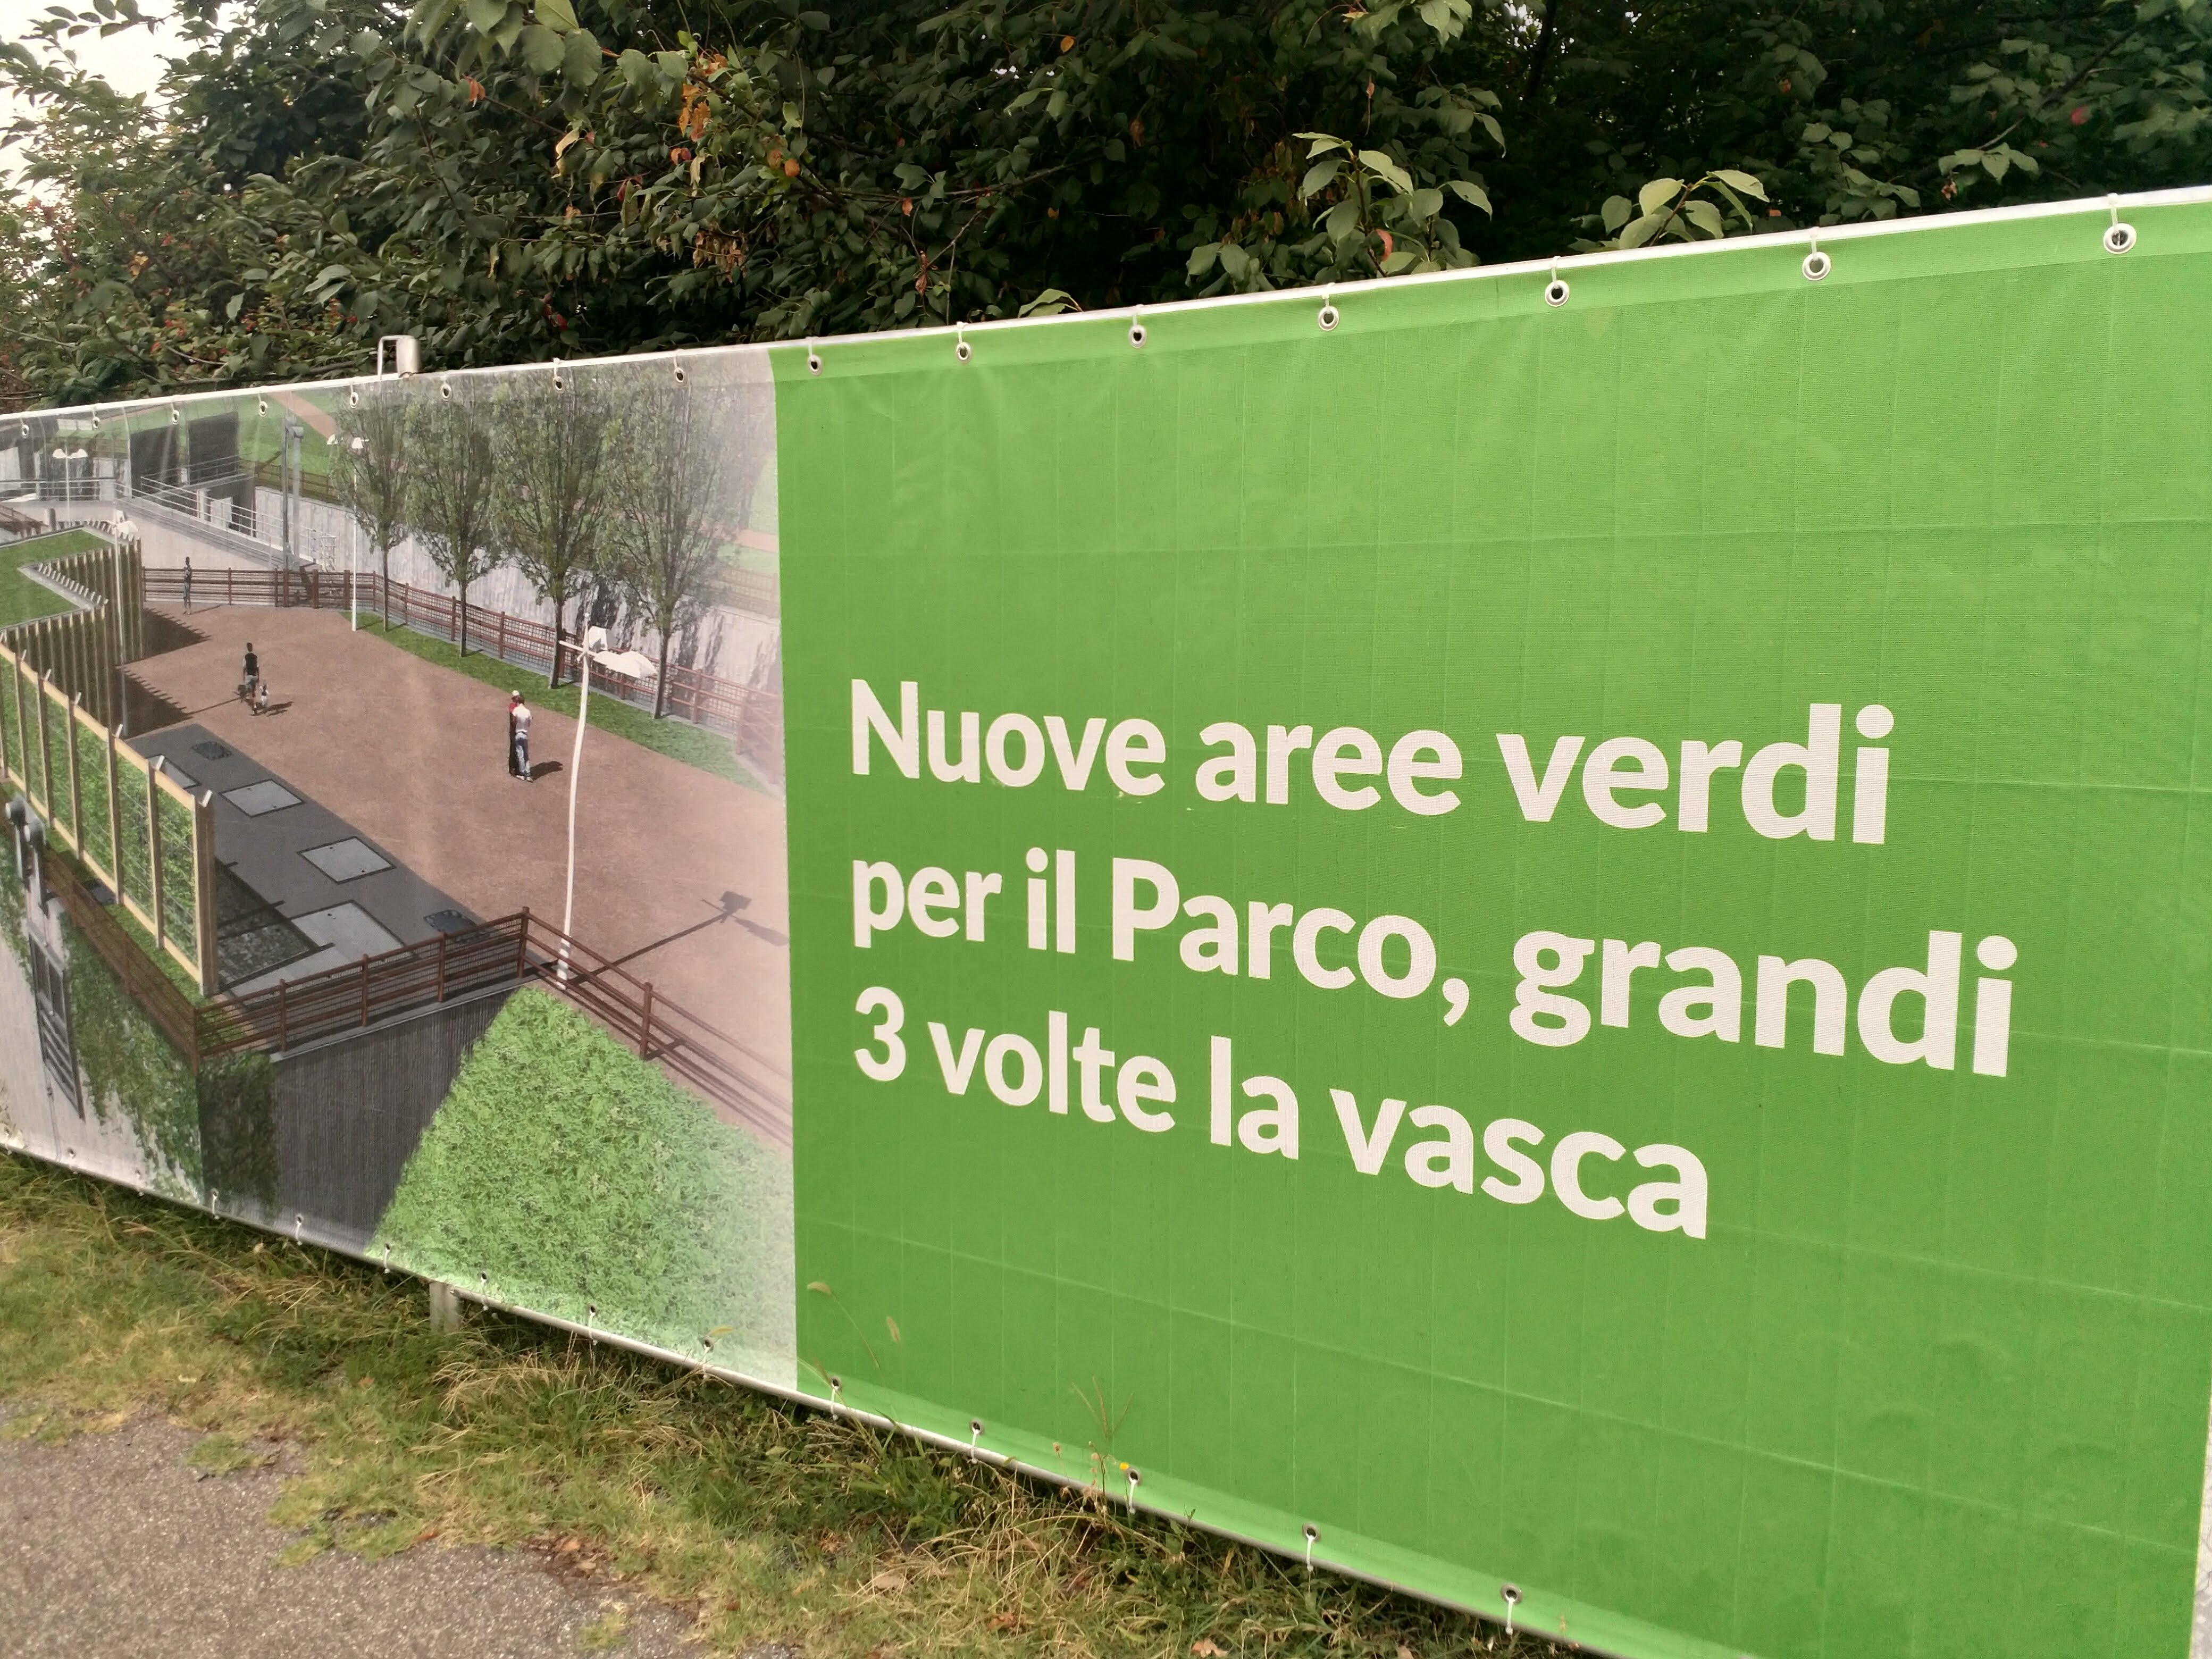 Nuove aree verdi
per il Parco, grandi
3 volte la vasca